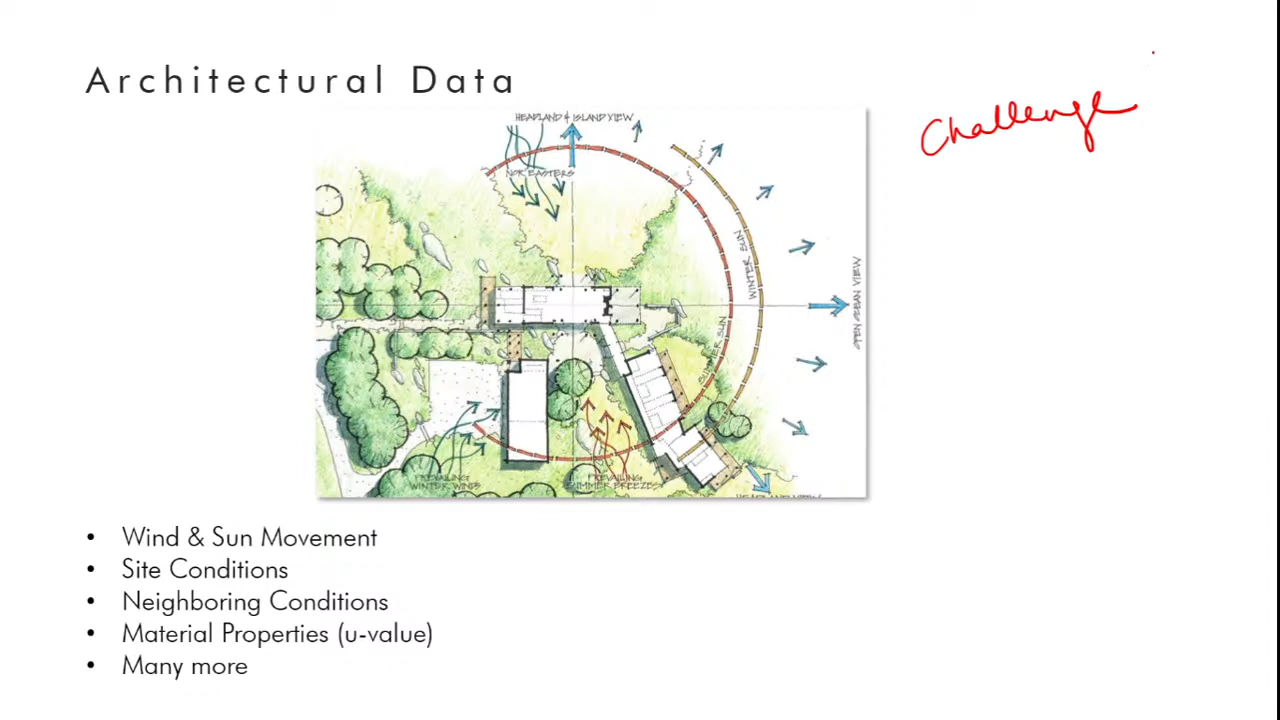 Architectural Data
Challenge
HEADLAND & ISLAND VIEW
NOR EASTERS
WINTER SUN
SUMMER SUN
OPEN OCEAN VIEW
PREVAILING
WINTER WINDS
PREVAILING
SUMMER BREEZES
• Wind & Sun Movement
• Site Conditions
• Neighboring Conditions
• Material Properties (u-value)
• Many more